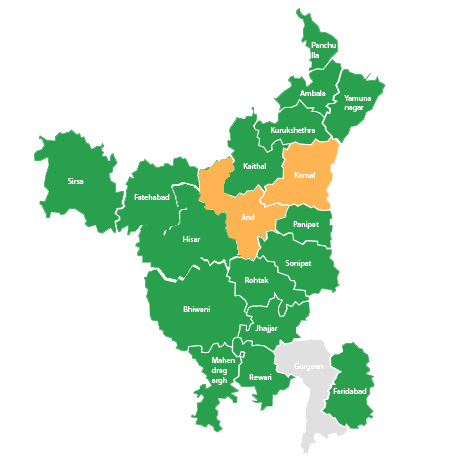 Panchu
lla
Ambala
Yamuna
nagar
Kurukshethra
Kaithal
Karnal
Sirsa
Fatehabad
Jind
Panipat
Hisar
Sonipat
Rohtak
Bhiwani
Jhajjar
Mahen
drag
argh
Rewari
Gurgoan
Faridabad